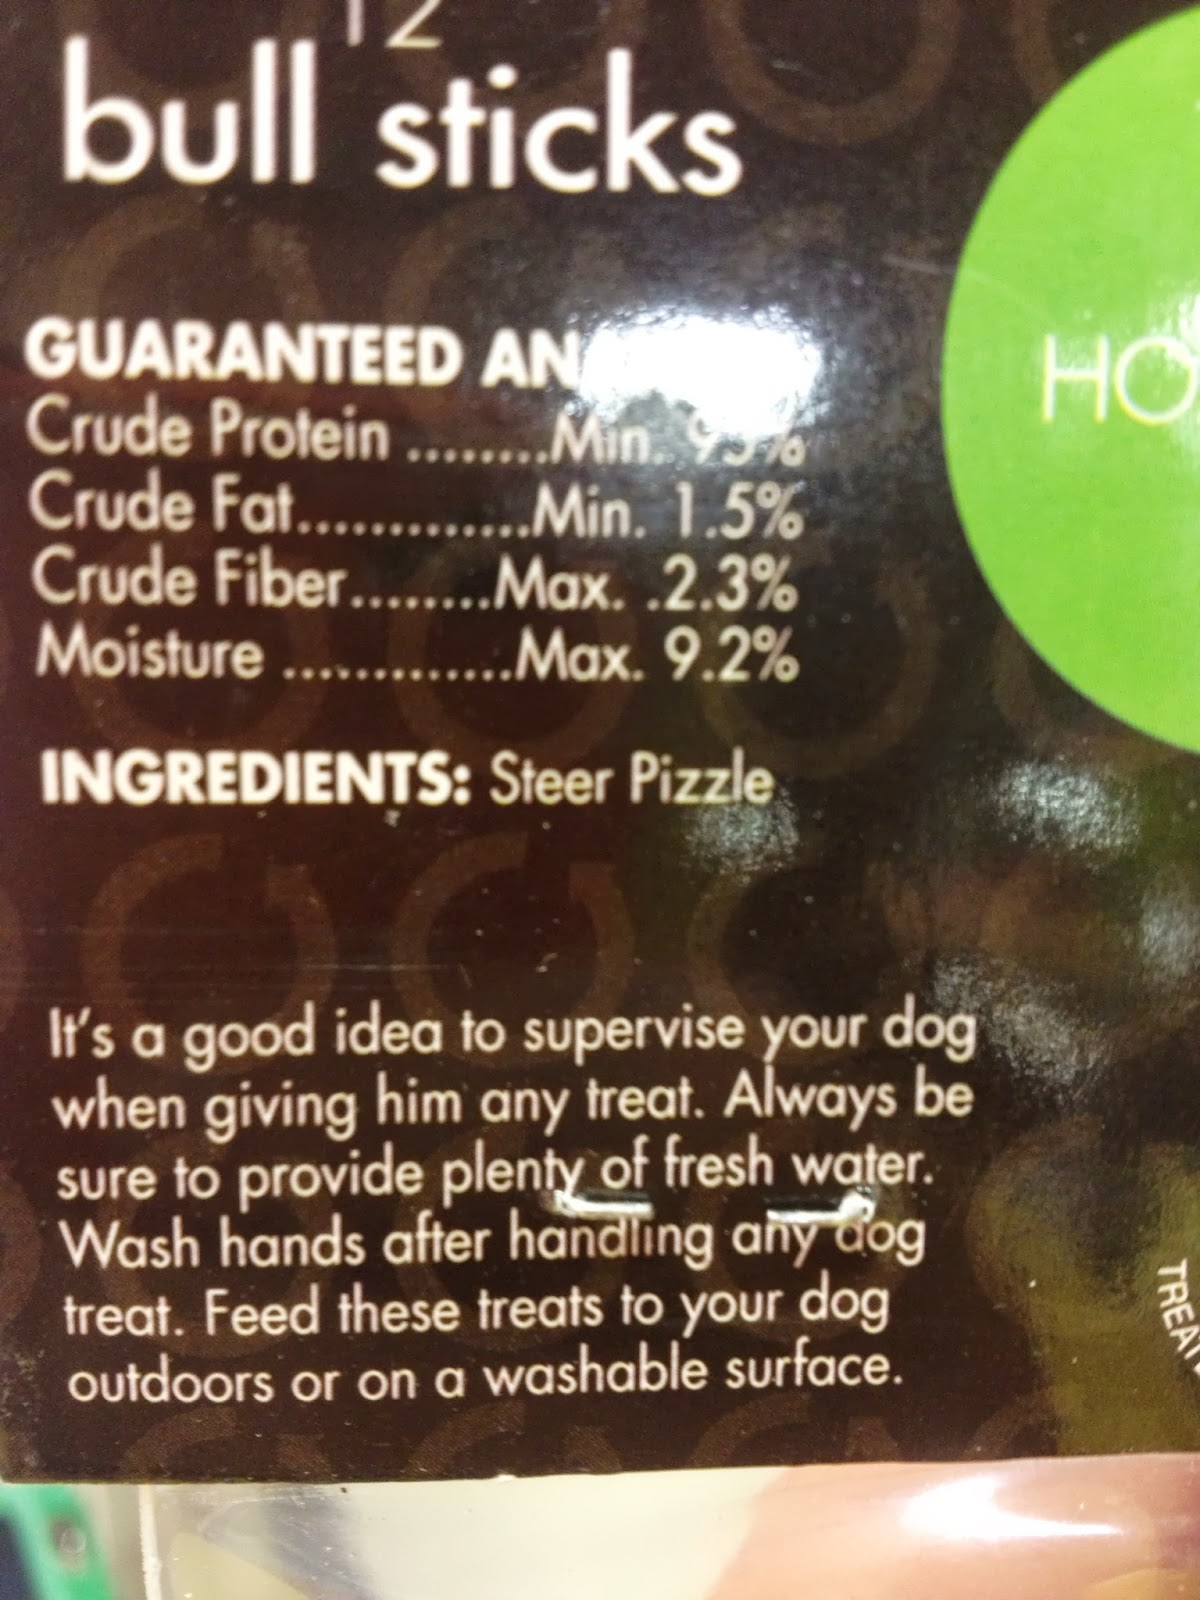 12
bull sticks
GUARANTEED
Crude Protein ........Min.
Crude Fat.............Min. 1.5%
Crude Fiber........Max. .2.3%
Moisture .............Max. 9.2%
INGREDIENTS: Steer Pizzle
It's a good idea to supervise your dog
when giving him any treat. Always be
sure to provide plenty of fresh water.
Wash hands after handling any dog
treat. Feed these treats to your dog
outdoors or on a washable surface.
HO
TREAT